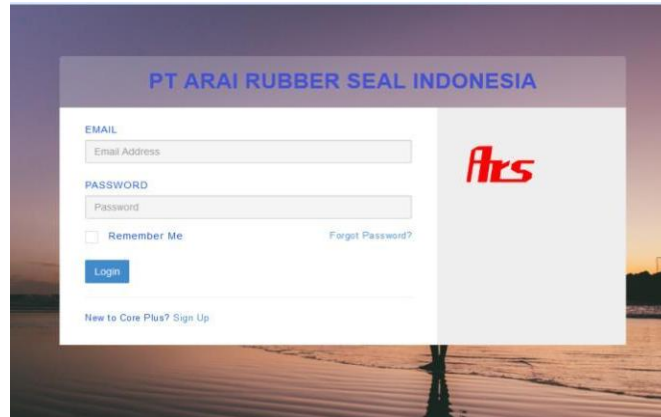 PT ARAI RUBBER SEAL INDONESIA
EMAIL
Email Address
PASSWORD
Password
Remember Me
Forgot Password?
Login
New to Core Plus? Sign Up
Ars